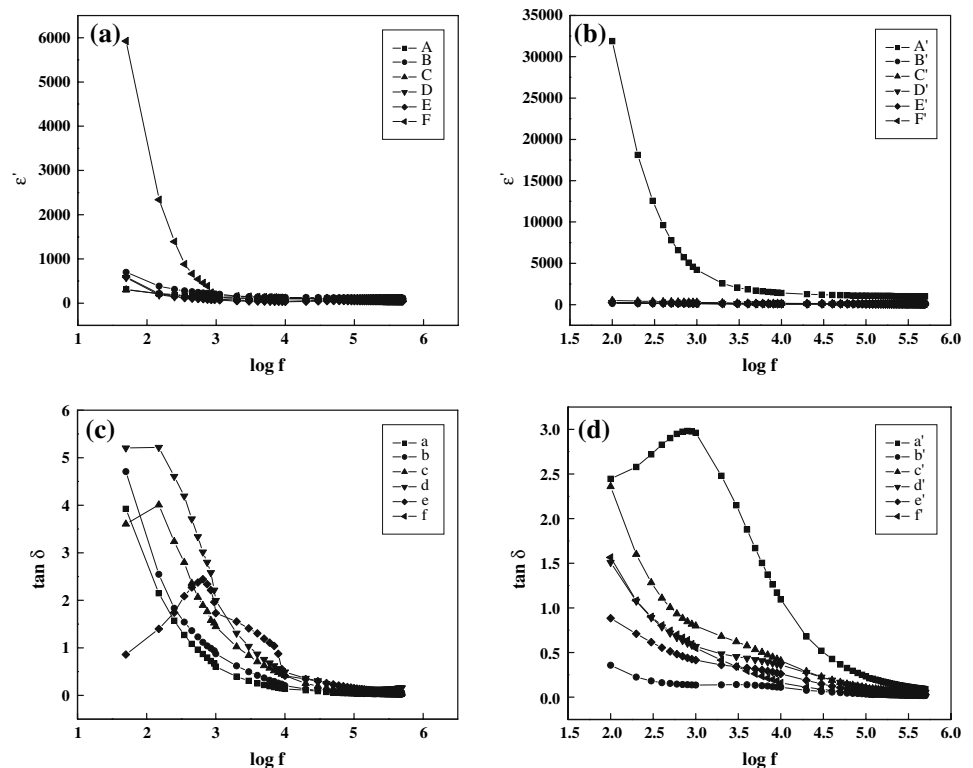 (a)
6000
5000
4000
3000
2000
1000
0
ε'
1 2 3 4 5 6
log f
A
B
C
D
E
F
(b)
35000
30000
25000
20000
15000
10000
5000
0
ε'
1.5 2.0 2.5 3.0 3.5 4.0 4.5 5.0 5.5 6.0
log f
A'
B'
C'
D'
E'
F'
(c)
6
5
4
3
2
1
0
tan δ
1 2 3 4 5 6
log f
a
b
c
d
e
f
(d)
3.0
2.5
2.0
1.5
1.0
0.5
0.0
tan δ
1.5 2.0 2.5 3.0 3.5 4.0 4.5 5.0 5.5 6.0
log f
a'
b'
c'
d'
e'
f'